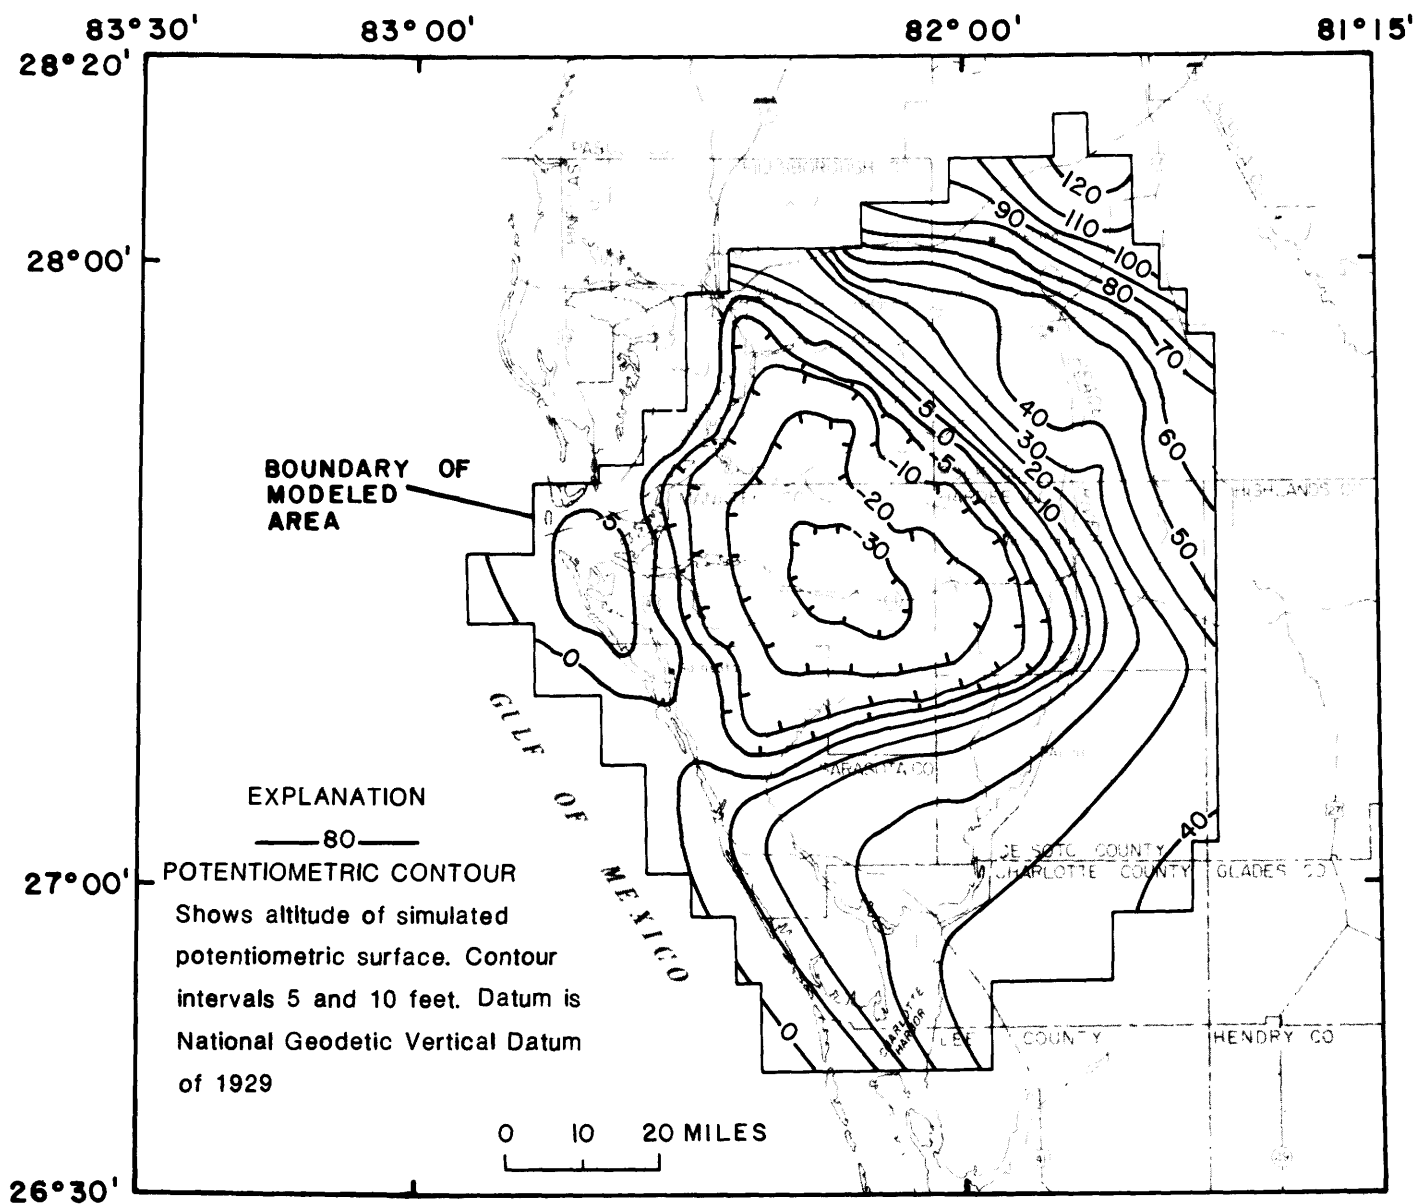 83°30' 83°00' 82°00' 81°15'
28°20'
28°00'
27°00'
26°30'
120
110
100
90
80
70
60
50
40
30
20
10
5
0
-5
-10
-20
-30
5
0
0
40
BOUNDARY OF
MODELED
AREA
GULF OF MEXICO
SARASOTA CO
DE SOTO COUNTY
CHARLOTTE COUNTY GLADES CO
HIGHLANDS CO
CHARLOTTE
HARBOR
LEE COUNTY HENDRY CO
EXPLANATION
80
POTENTIOMETRIC CONTOUR
Shows altitude of simulated
potentiometric surface. Contour
intervals 5 and 10 feet. Datum is
National Geodetic Vertical Datum
of 1929
0 10 20 MILES